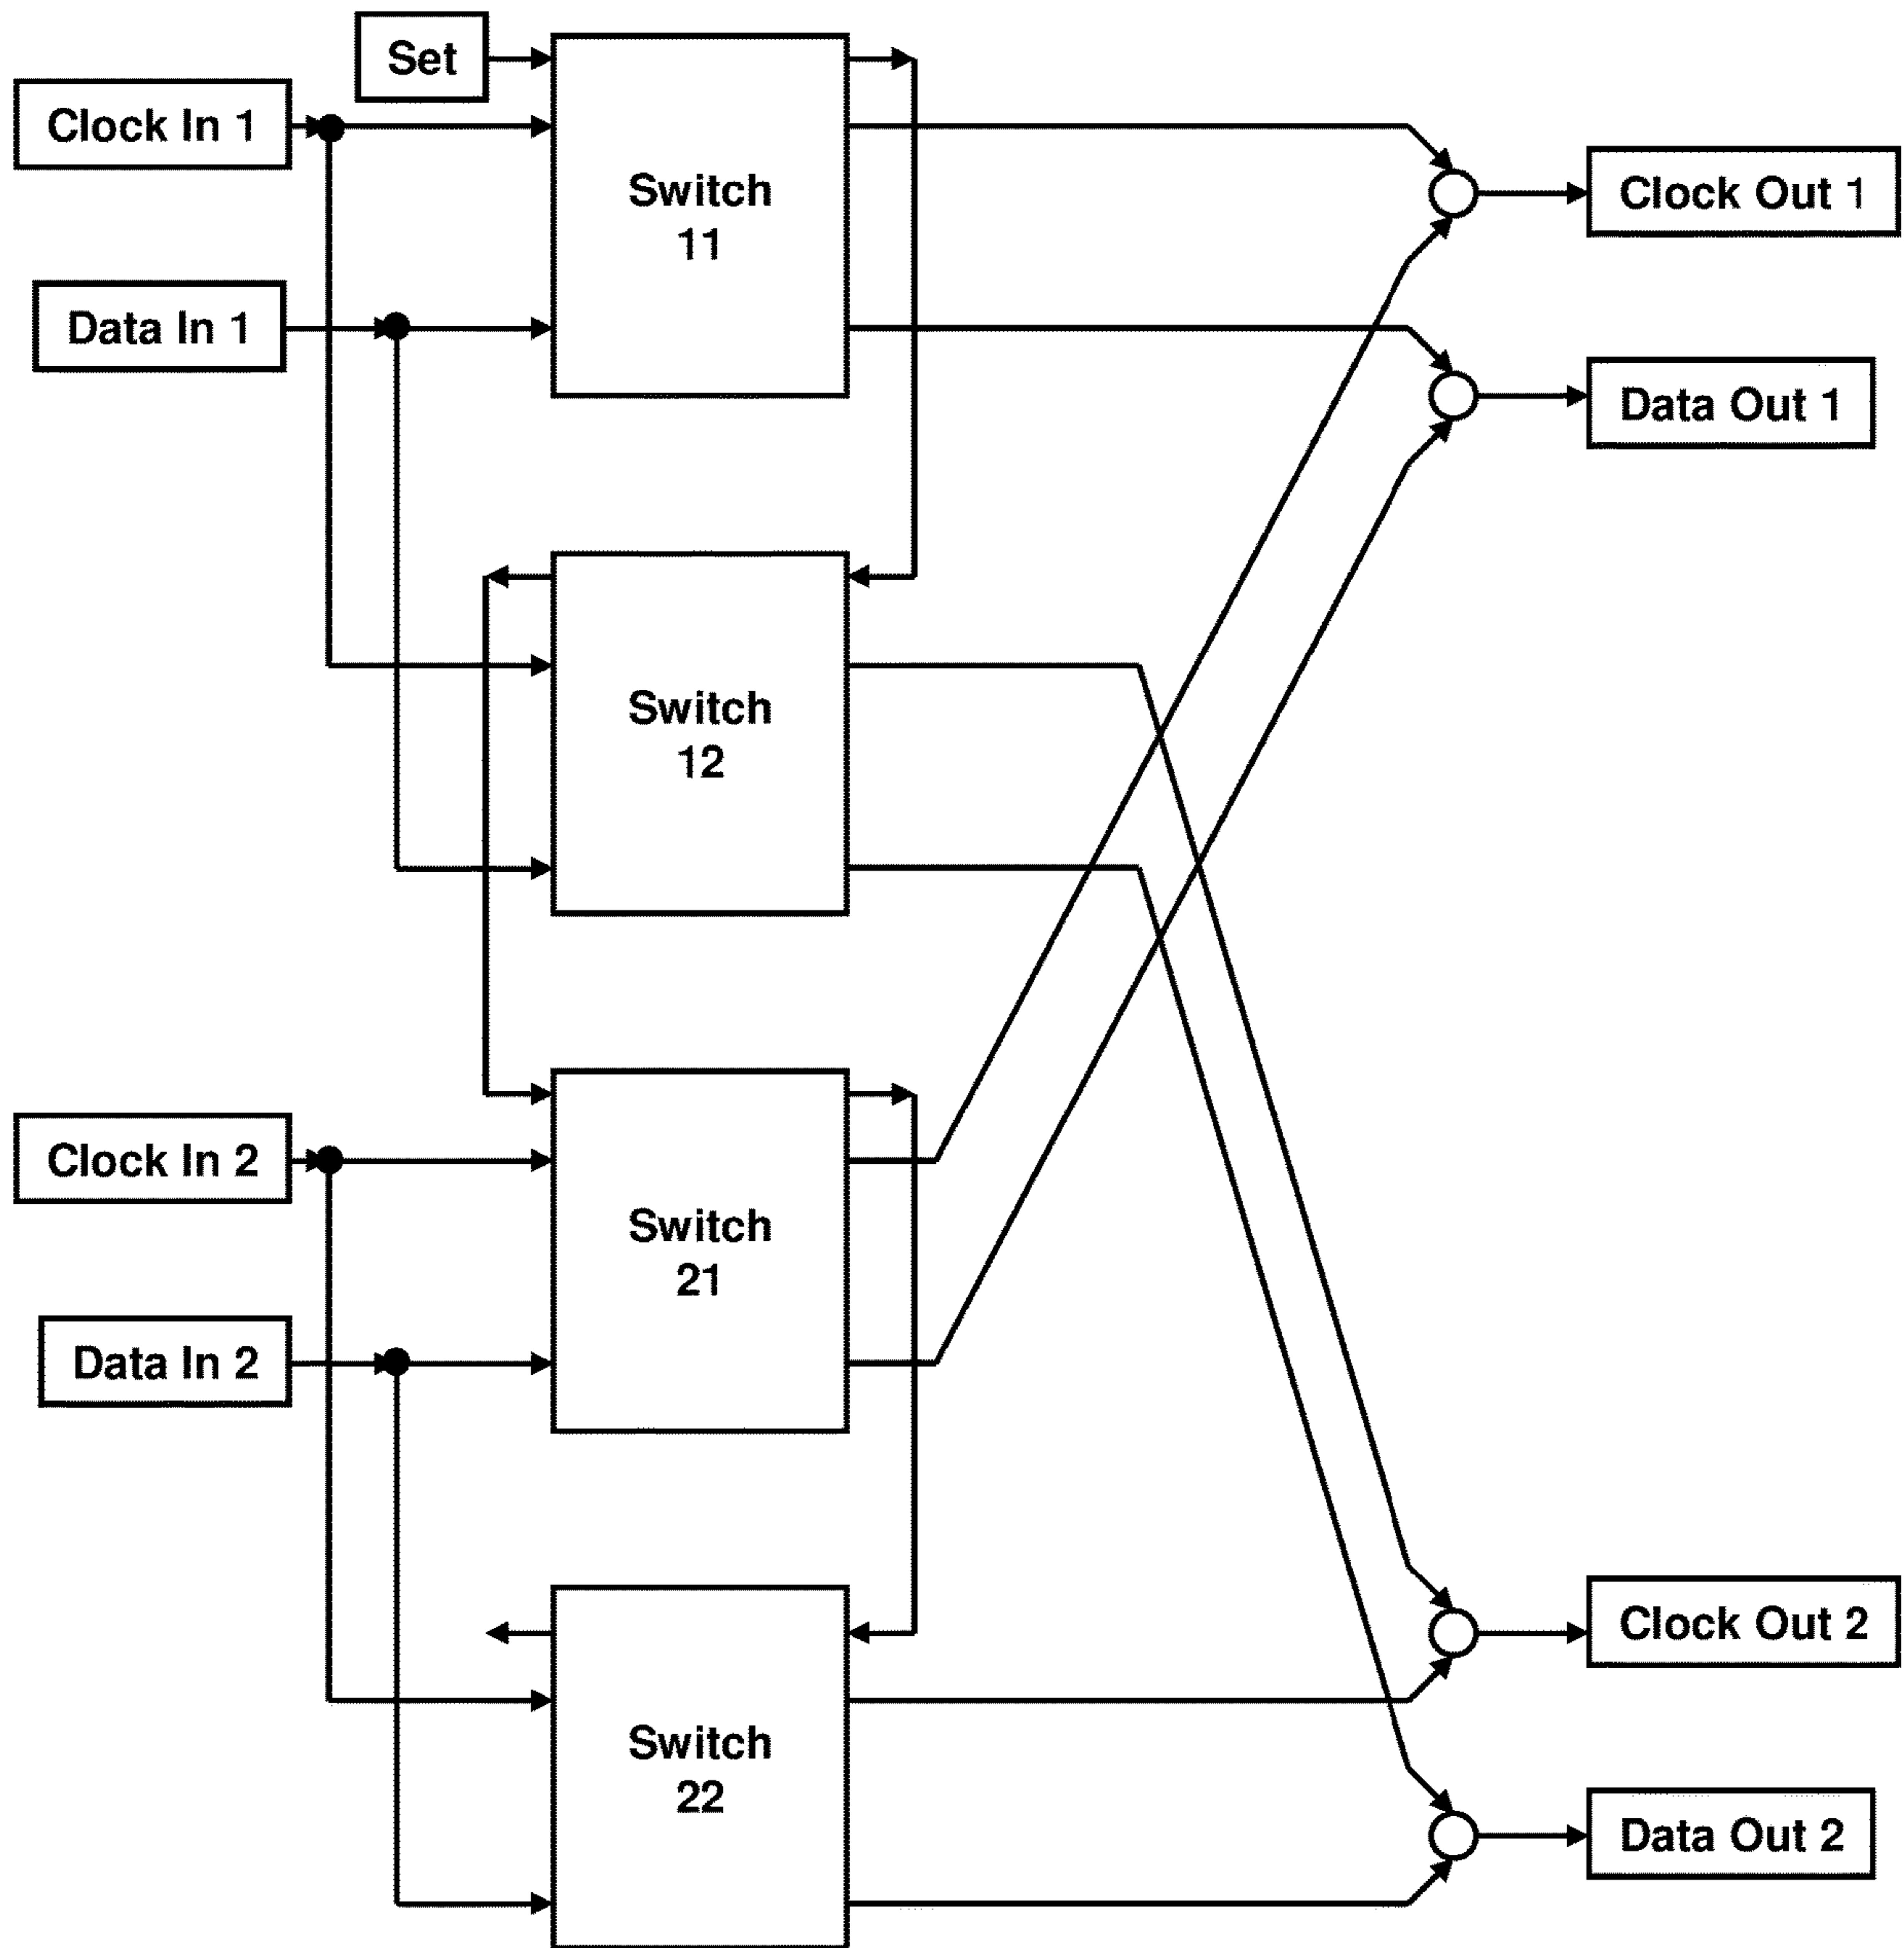 Set
Clock In 1
Switch
11
Clock Out 1
Data In 1
Data Out 1
Switch
12
Clock In 2
Switch
21
Data In 2
Clock Out 2
Switch
22
Data Out 2